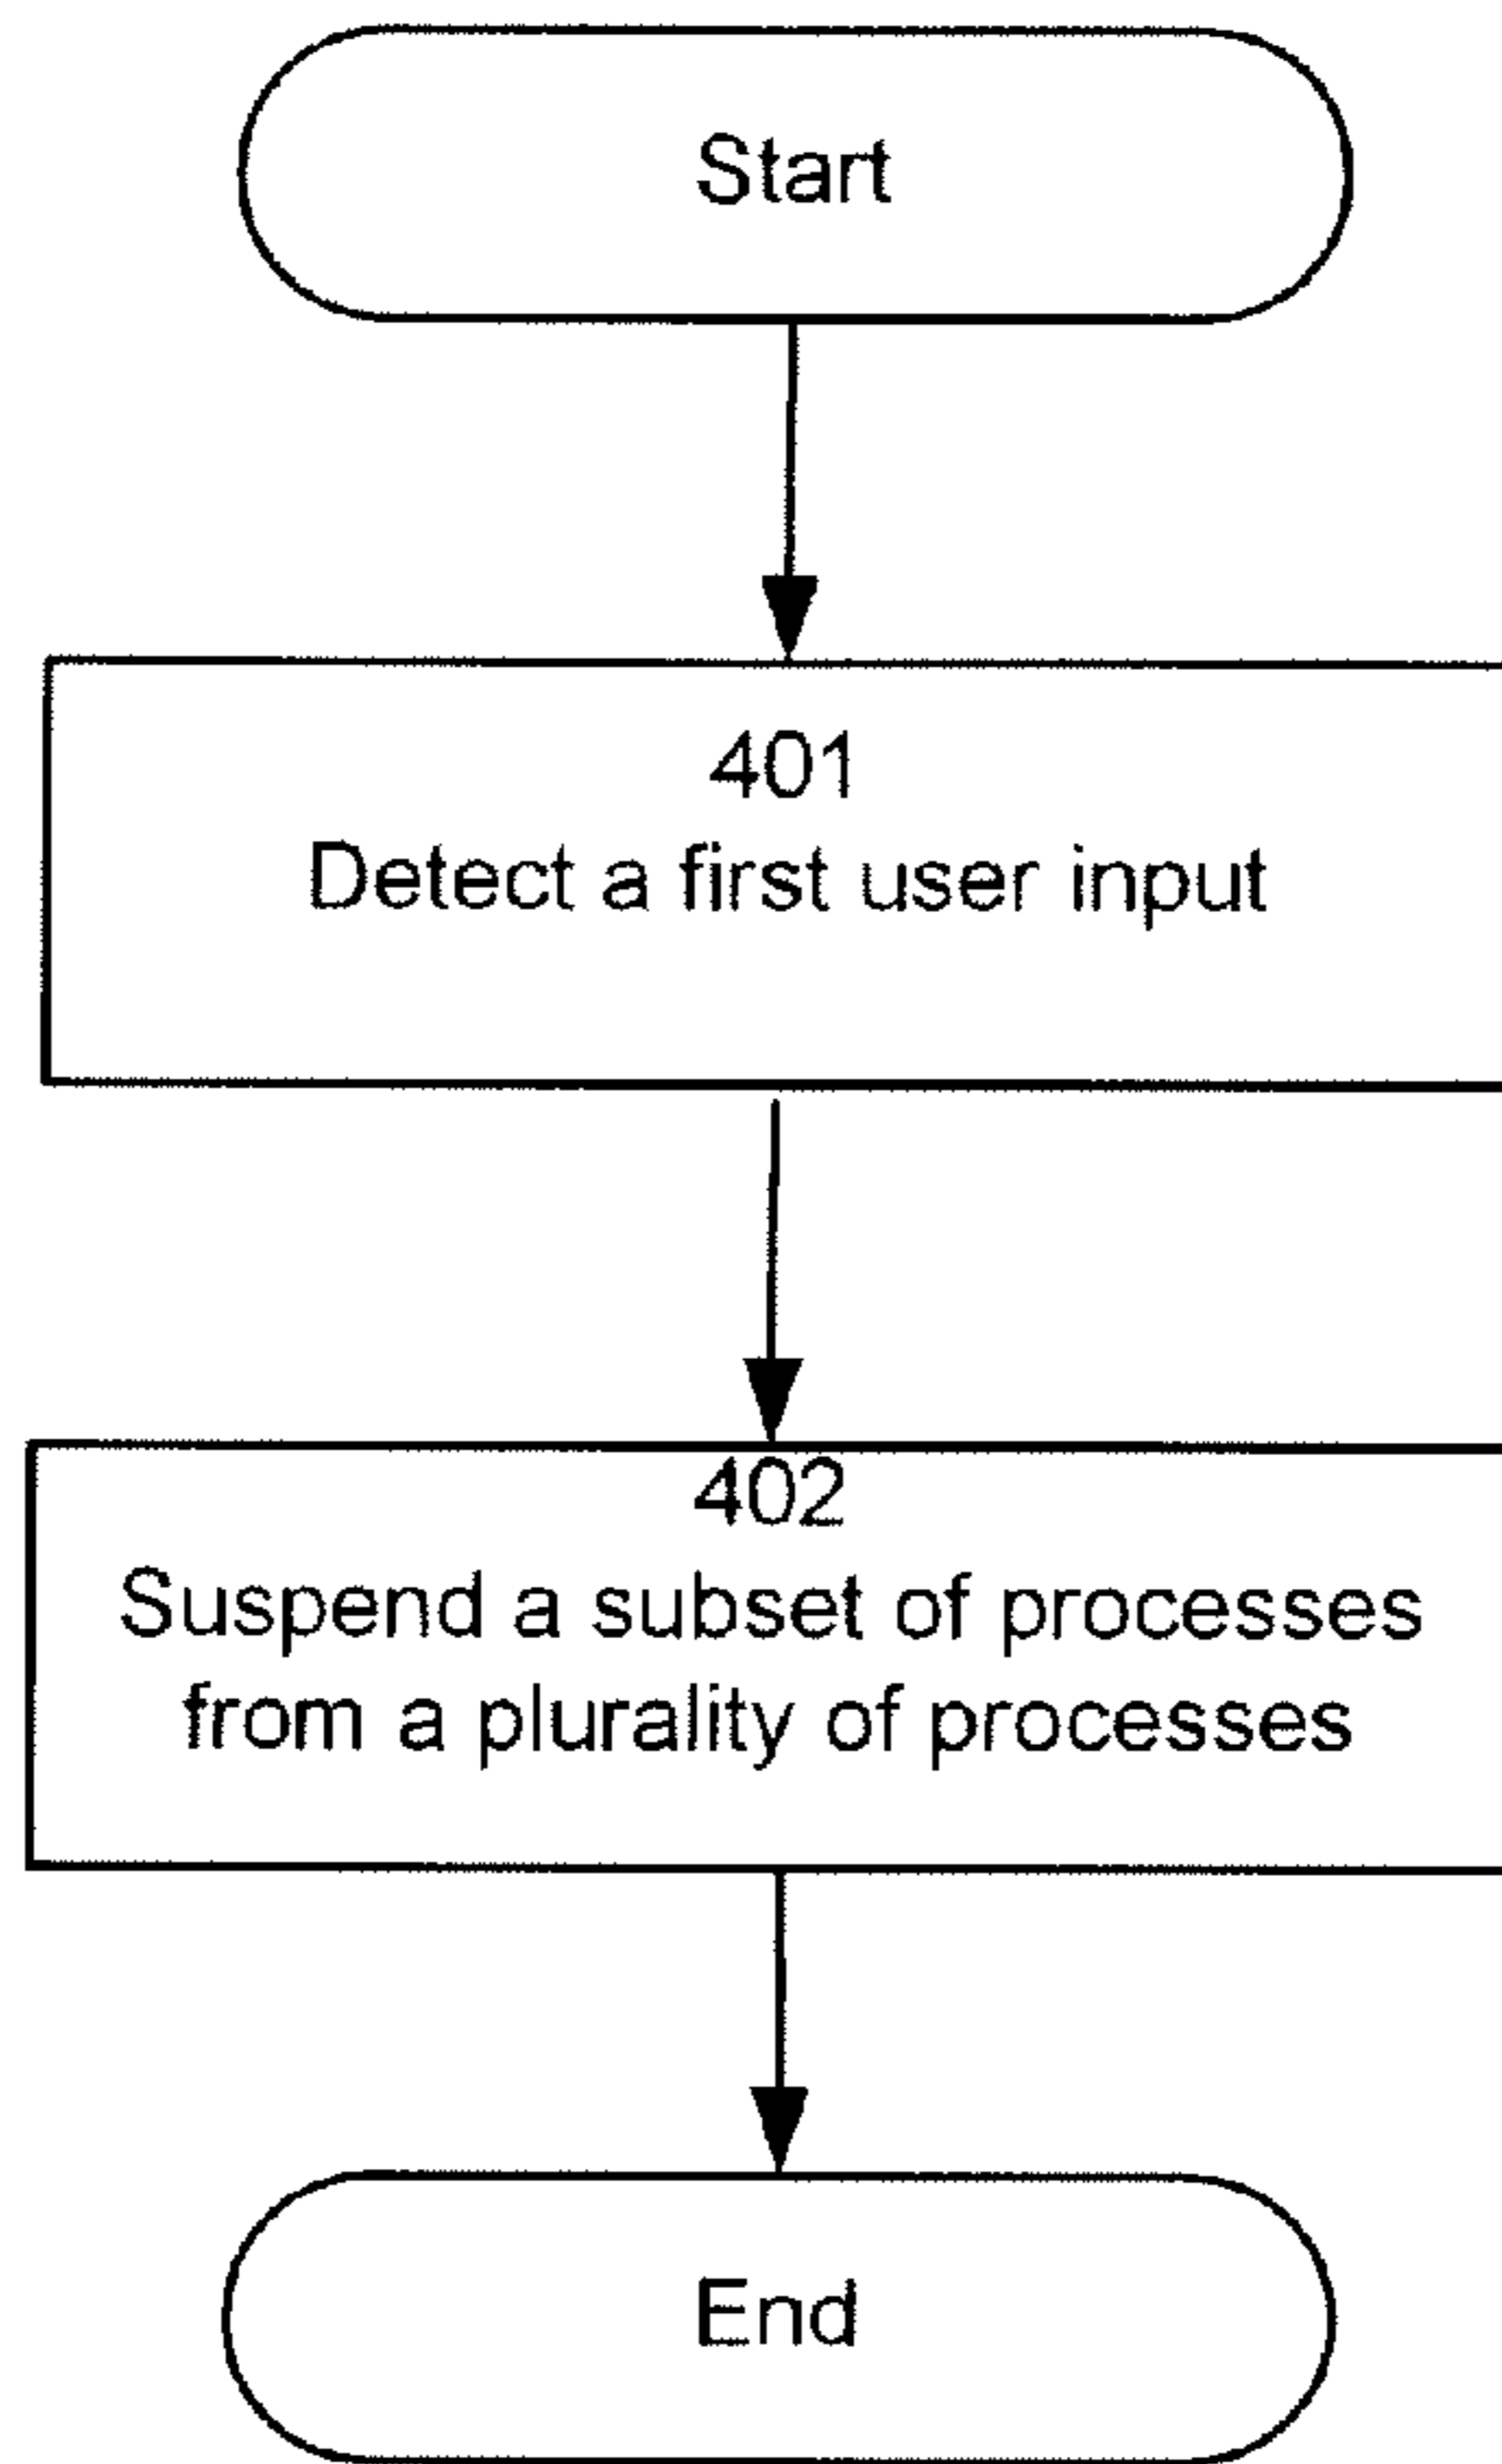 Start
401
Detect a first user input
402
Suspend a subset of processes
from a plurality of processes
End